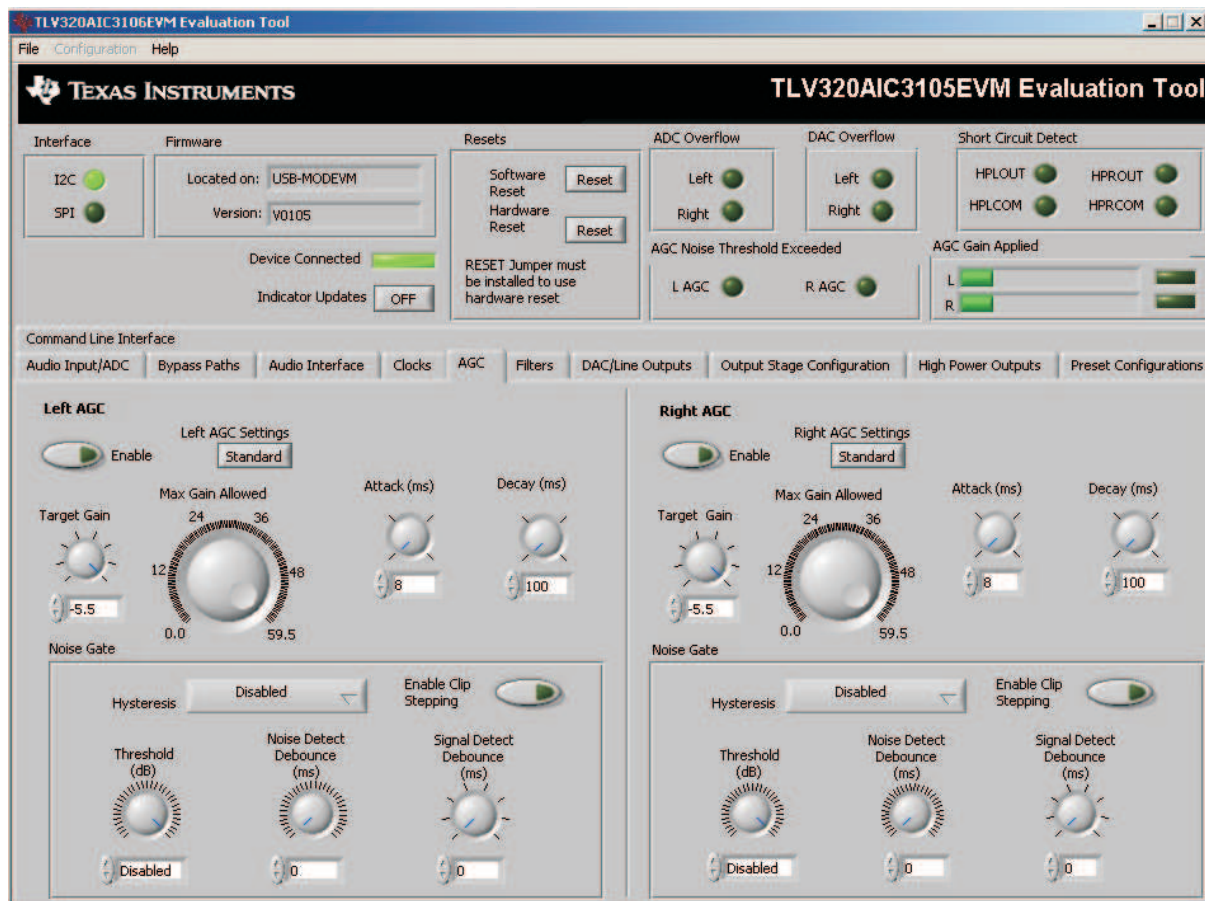 TLV320AIC3106EVM Evaluation Tool
File Configuration Help
TEXAS INSTRUMENTS
TLV320AIC3105EVM Evaluation Tool
Interface
I2C
SPI
Firmware
Located on: USB-MODEVM
Version: V0105
Device Connected
Indicator Updates OFF
Resets
Software
Reset
Reset
Hardware
Reset
Reset
RESET Jumper must
be installed to use
hardware reset
ADC Overflow
Left
Right
DAC Overflow
Left
Right
Short Circuit Detect
HPLOUT HPROUT
HPLCOM HPRCOM
AGC Noise Threshold Exceeded
L AGC R AGC
AGC Gain Applied
L
R
Command Line Interface
Audio Input/ADC Bypass Paths Audio Interface Clocks AGC Filters DAC/Line Outputs Output Stage Configuration High Power Outputs Preset Configurations
Left AGC
Enable
Left AGC Settings
Standard
Target Gain
-5.5
Max Gain Allowed
0.0 12 24 36 48 59.5
Attack (ms)
8
Decay (ms)
100
Noise Gate
Hysteresis Disabled
Enable Clip
Stepping
Threshold
(dB)
Disabled
Noise Detect
Debounce
(ms)
0
Signal Detect
Debounce
(ms)
0
Right AGC
Enable
Right AGC Settings
Standard
Target Gain
-5.5
Max Gain Allowed
0.0 12 24 36 48 59.5
Attack (ms)
8
Decay (ms)
100
Noise Gate
Hysteresis Disabled
Enable Clip
Stepping
Threshold
(dB)
Disabled
Noise Detect
Debounce
(ms)
0
Signal Detect
Debounce
(ms)
0